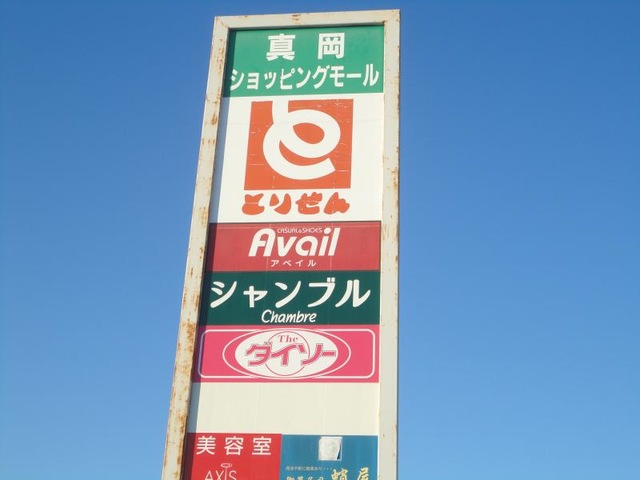 真岡
ショッピングモール
とりせん
CASUAL&SHOES
Avail
アベイル
シャンブル
Chambre
The
ダイソー
美容室
AXIS